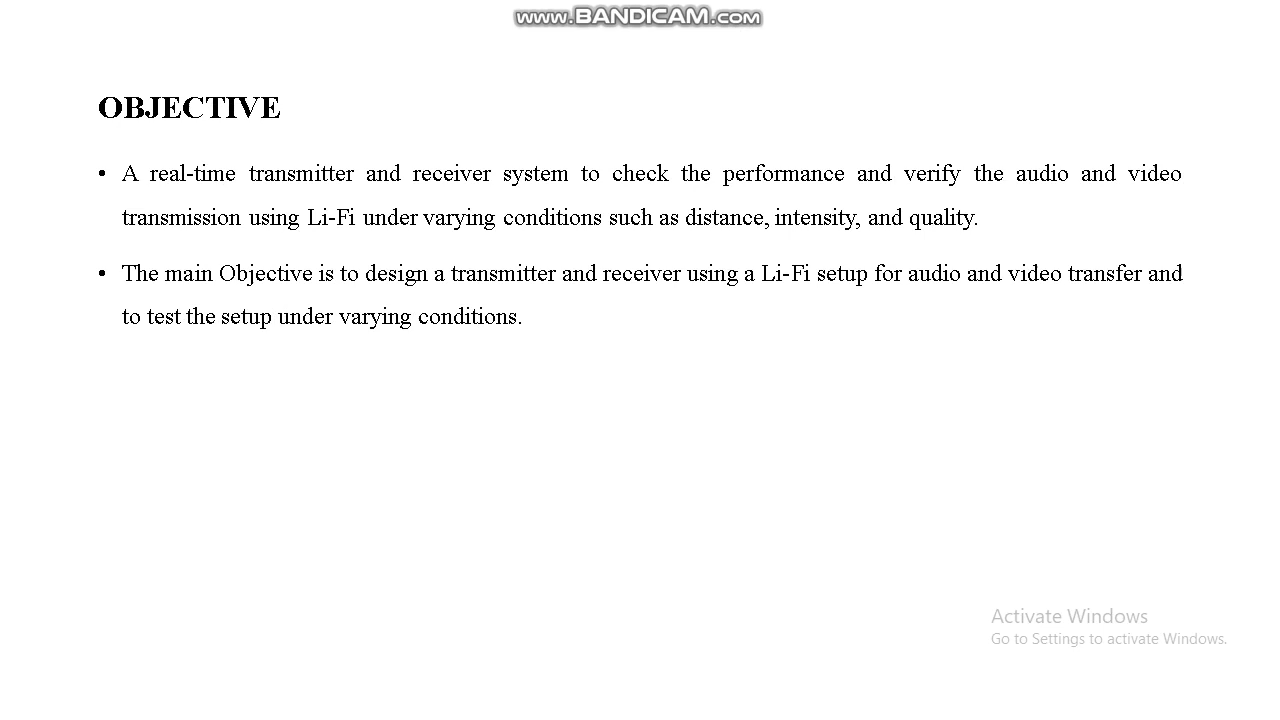 www.BANDICAM.com
OBJECTIVE
• A real-time transmitter and receiver system to check the performance and verify the audio and video
transmission using Li-Fi under varying conditions such as distance, intensity, and quality.
• The main Objective is to design a transmitter and receiver using a Li-Fi setup for audio and video transfer and
to test the setup under varying conditions.
Activate Windows
Go to Settings to activate Windows.